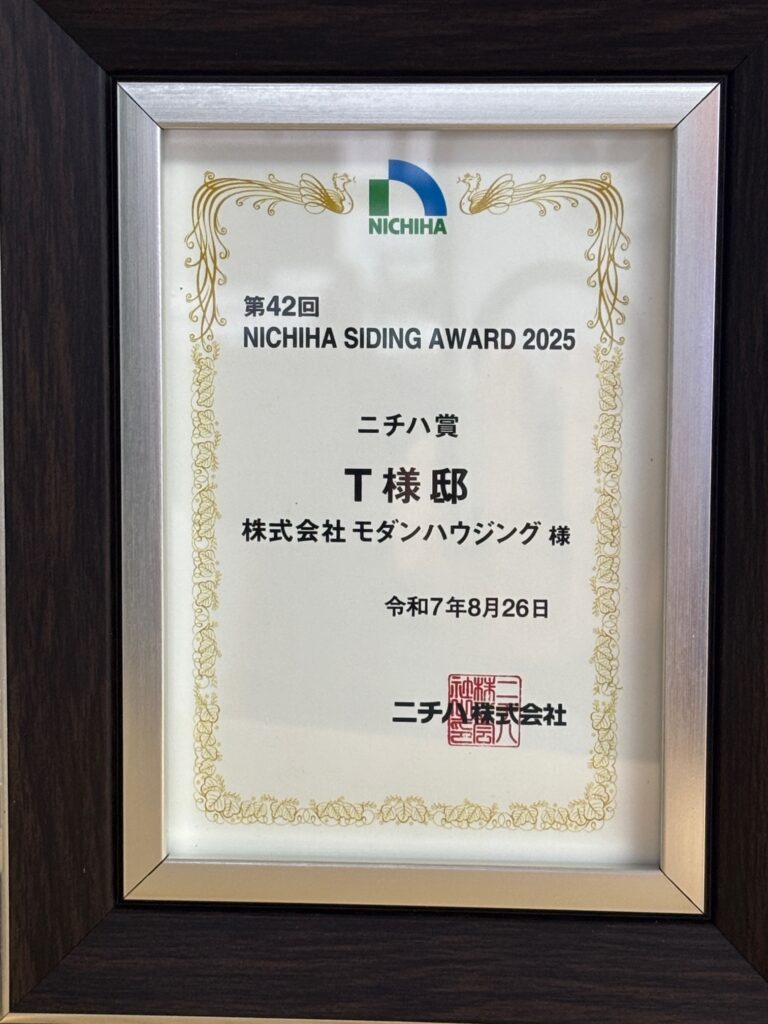 NICHIHA
第42回
NICHIHA SIDING AWARD 2025
ニチハ賞
T様邸
株式会社 モダンハウジング 様
令和7年8月26日
ニチハ株式会社